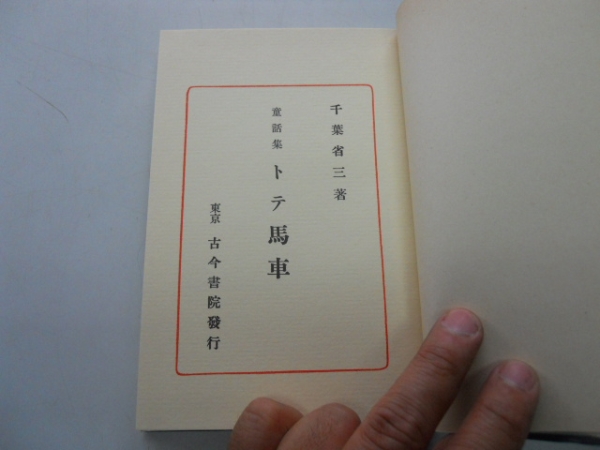 千葉省三著
童話集 トテ馬車
東京 古今書院發行